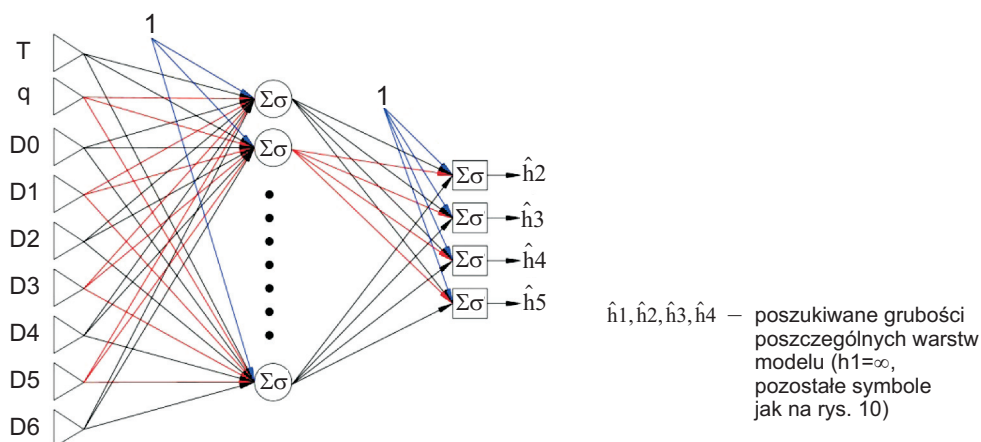 T
1
q
Σσ
1
D0
Σσ
D1
Σσ ĥ2
D2
Σσ ĥ3
D3
Σσ ĥ4
D4
Σσ ĥ5
D5
Σσ
D6
ĥ1,ĥ2,ĥ3,ĥ4 – poszukiwane grubości
poszczególnych warstw
modelu (h1=∞,
pozostałe symbole
jak na rys. 10)